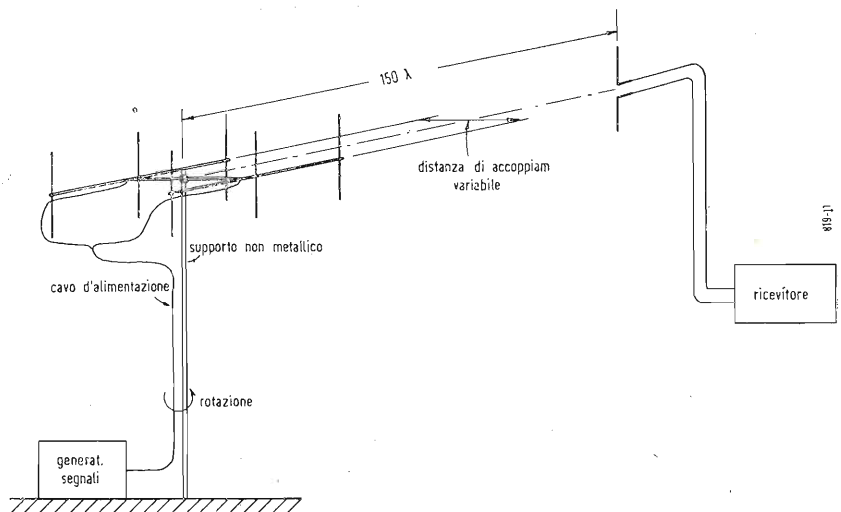 150 λ
distanza di accoppiam
variabile
819-11
supporto non metallico
cavo d'alimentazione
ricevitore
rotazione
generat.
segnali